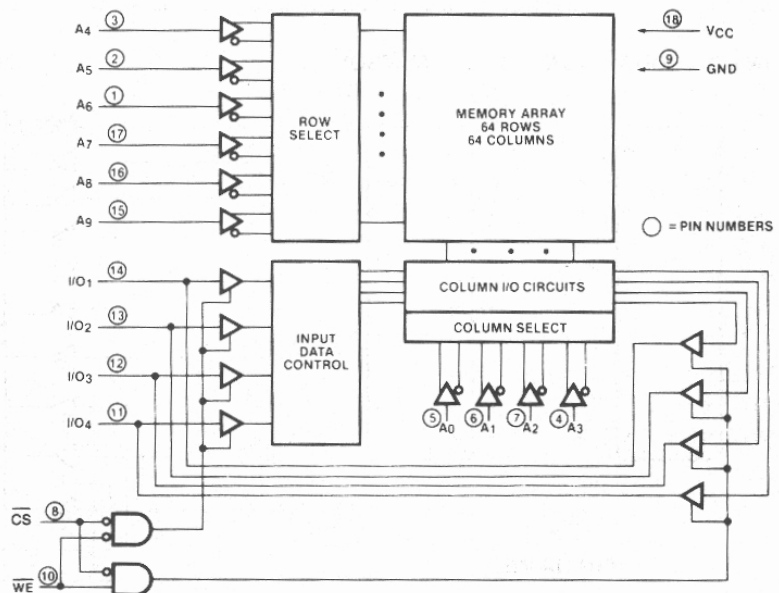 A4 3
A5 2
A6 1
A7 17
A8 16
A9 15
ROW
SELECT
MEMORY ARRAY
64 ROWS
64 COLUMNS
18 VCC
9 GND
= PIN NUMBERS
I/O1 14
I/O2 13
I/O3 12
I/O4 11
INPUT
DATA
CONTROL
COLUMN I/O CIRCUITS
COLUMN SELECT
5 A0 6 A1 7 A2 4 A3
CS 8
WE 10